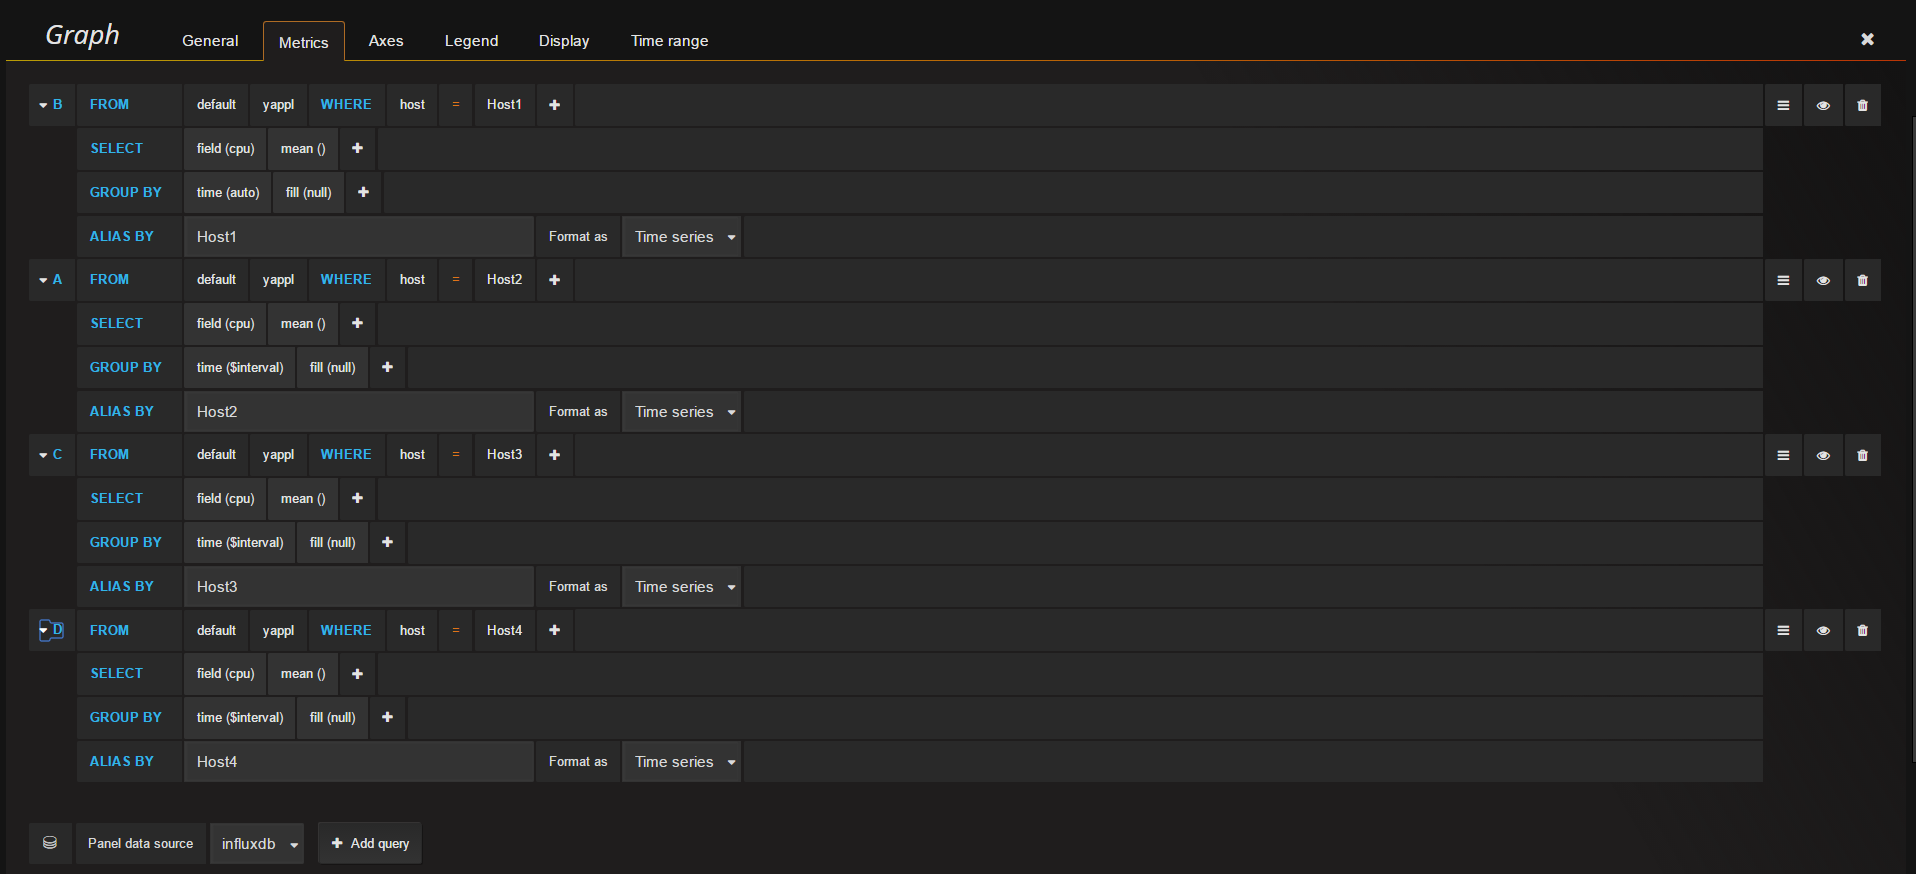 Graph General Metrics Axes Legend Display Time range
B FROM default yappl WHERE host = Host1
SELECT field (cpu) mean ()
GROUP BY time (auto) fill (null)
ALIAS BY Host1 Format as Time series
A FROM default yappl WHERE host = Host2
SELECT field (cpu) mean ()
GROUP BY time ($interval) fill (null)
ALIAS BY Host2 Format as Time series
C FROM default yappl WHERE host = Host3
SELECT field (cpu) mean ()
GROUP BY time ($interval) fill (null)
ALIAS BY Host3 Format as Time series
D FROM default yappl WHERE host = Host4
SELECT field (cpu) mean ()
GROUP BY time ($interval) fill (null)
ALIAS BY Host4 Format as Time series
Panel data source influxdb Add query